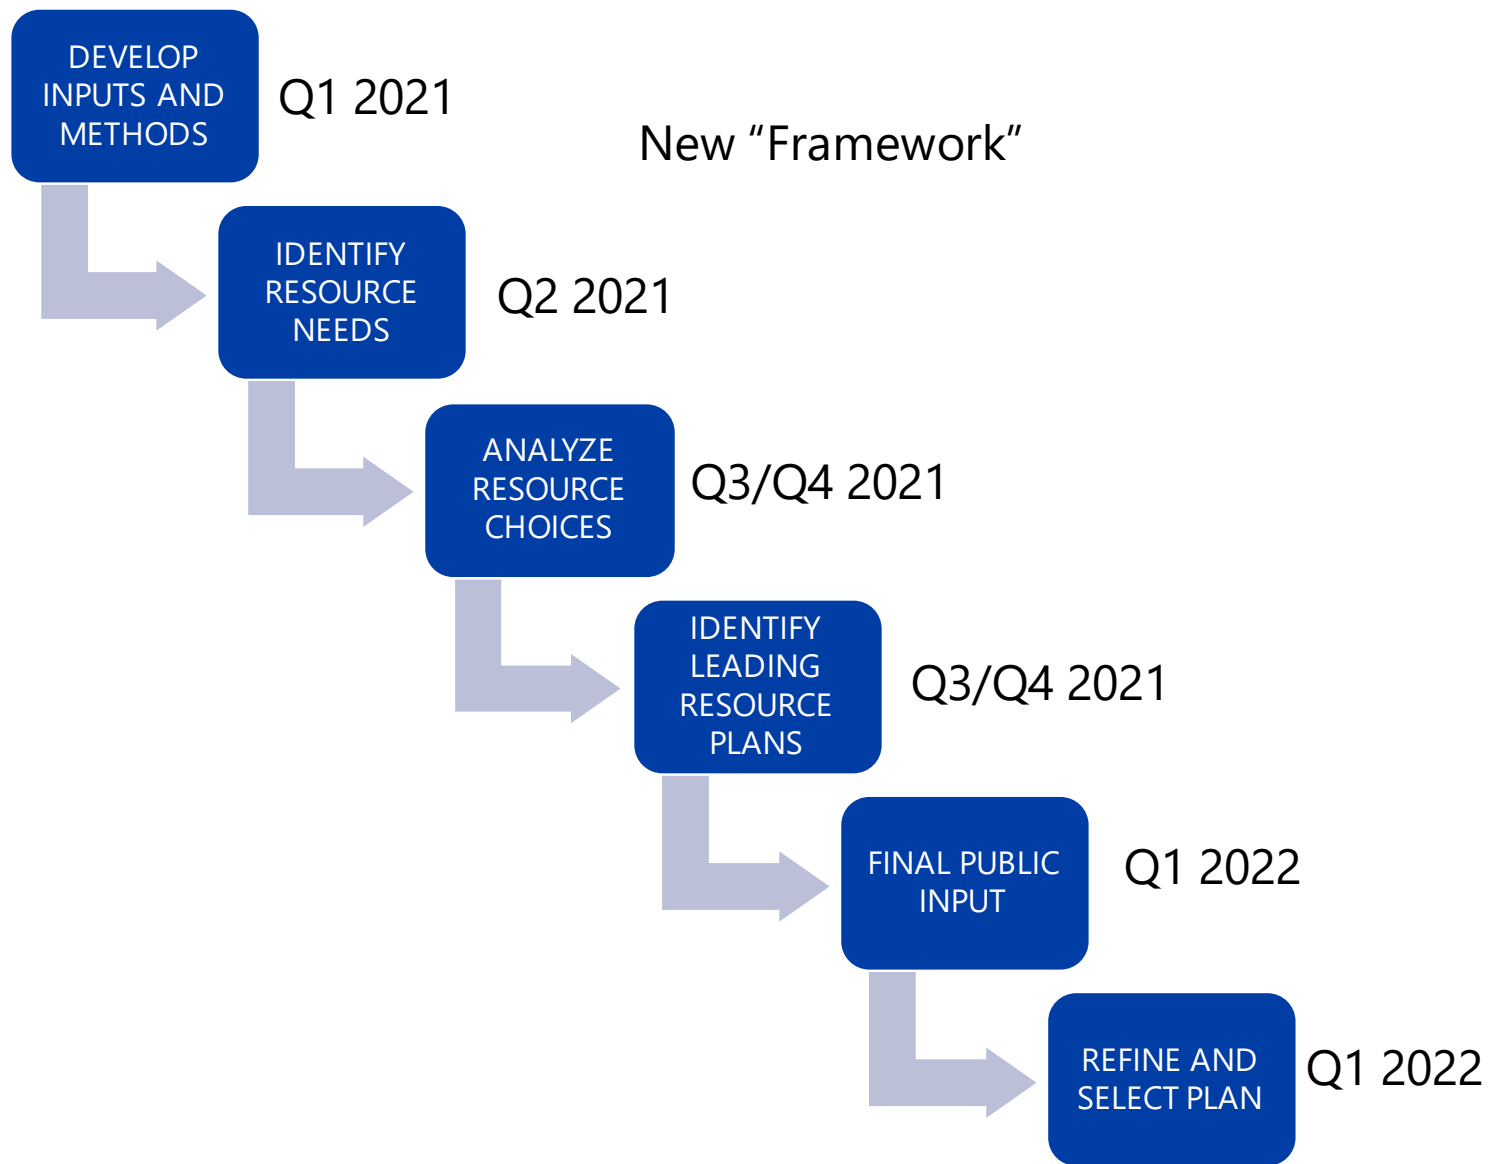 DEVELOP
INPUTS AND
METHODS
Q1 2021
New “Framework”
IDENTIFY
RESOURCE
NEEDS
Q2 2021
ANALYZE
RESOURCE
CHOICES
Q3/Q4 2021
IDENTIFY
LEADING
RESOURCE
PLANS
Q3/Q4 2021
FINAL PUBLIC
INPUT
Q1 2022
REFINE AND
SELECT PLAN
Q1 2022